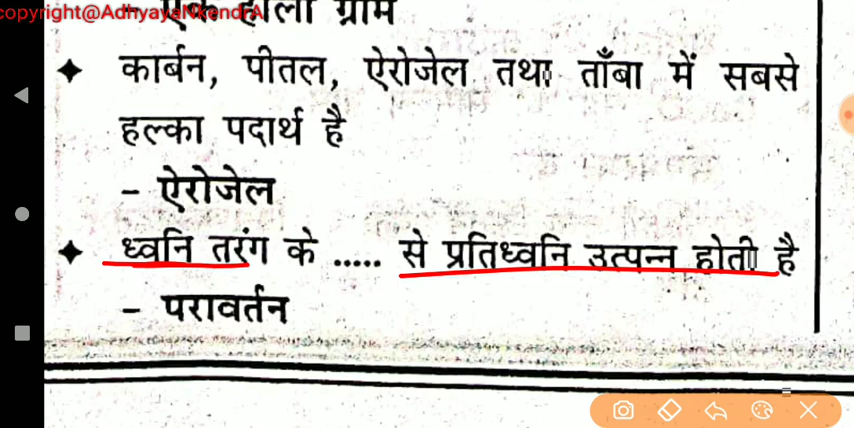 copyright@AdhyayaNkendrA
एक होला ग्राम
कार्बन, पीतल, ऐरोजेल तथा ताँबा में सबसे
हल्का पदार्थ है
– ऐरोजेल
ध्वनि तरंग के ..... से प्रतिध्वनि उत्पन्न होती है
– परावर्तन